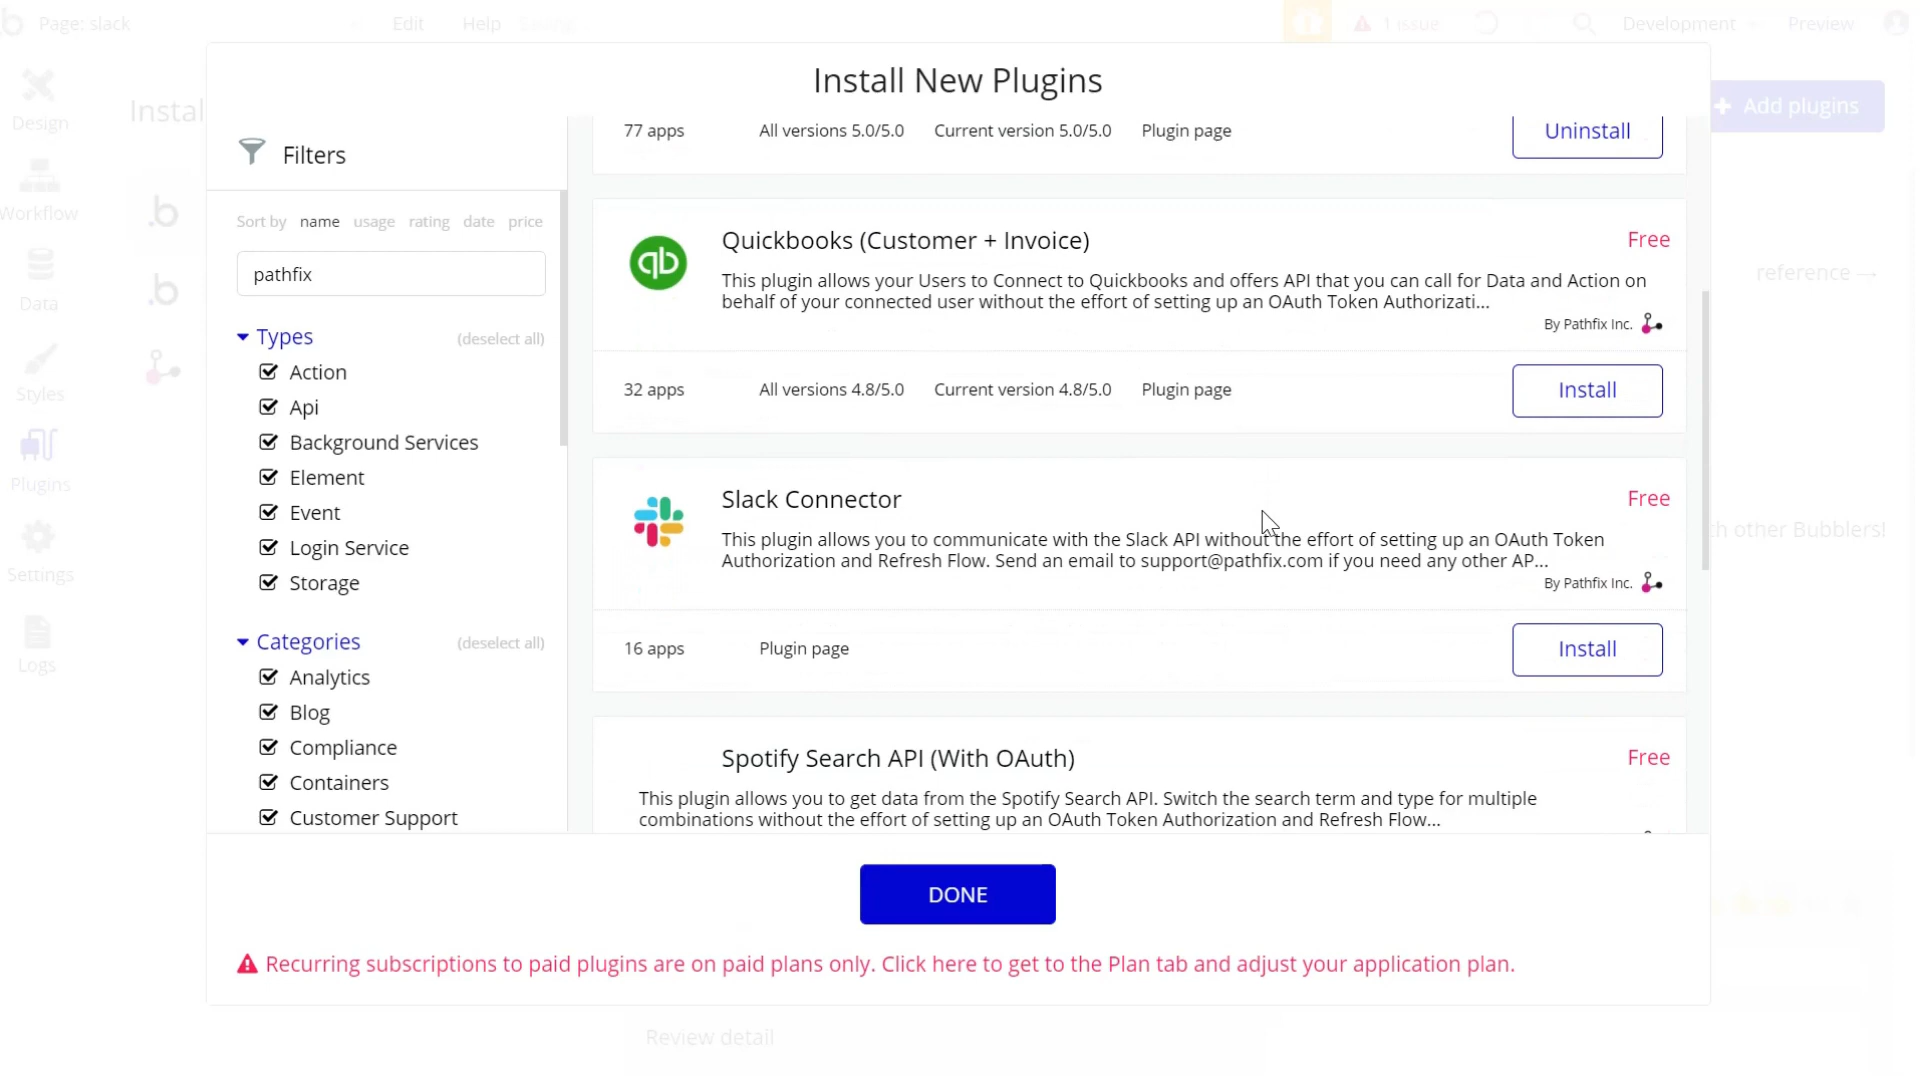 Page: slack
Edit
Help
Saving
1 issue
Development
Preview
Install New Plugins
Design
Workflow
Data
Styles
Plugins
Settings
Logs
Instal
Add plugins
reference →
h other Bubblers!
Filters
Sort by name usage rating date price
pathfix
Types (deselect all)
Action
Api
Background Services
Element
Event
Login Service
Storage
Categories (deselect all)
Analytics
Blog
Compliance
Containers
Customer Support
77 apps All versions 5.0/5.0 Current version 5.0/5.0 Plugin page Uninstall
Quickbooks (Customer + Invoice) Free
This plugin allows your Users to Connect to Quickbooks and offers API that you can call for Data and Action on
behalf of your connected user without the effort of setting up an OAuth Token Authorizati...
By Pathfix Inc.
32 apps All versions 4.8/5.0 Current version 4.8/5.0 Plugin page Install
Slack Connector Free
This plugin allows you to communicate with the Slack API without the effort of setting up an OAuth Token
Authorization and Refresh Flow. Send an email to support@pathfix.com if you need any other AP...
By Pathfix Inc.
16 apps Plugin page Install
Spotify Search API (With OAuth) Free
This plugin allows you to get data from the Spotify Search API. Switch the search term and type for multiple
combinations without the effort of setting up an OAuth Token Authorization and Refresh Flow...
DONE
Recurring subscriptions to paid plugins are on paid plans only. Click here to get to the Plan tab and adjust your application plan.
Review detail